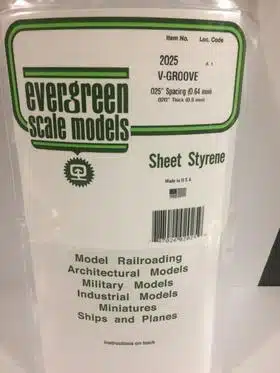 Item No. Loc. Code
2025
V-GROOVE
.025" Spacing (0.64 mm)
.020" Thick (0.5 mm)
evergreen
scale models
Sheet Styrene
Made in U.S.A.
Model Railroading
Architectural Models
Military Models
Industrial Models
Miniatures
Ships and Planes
Instructions on back